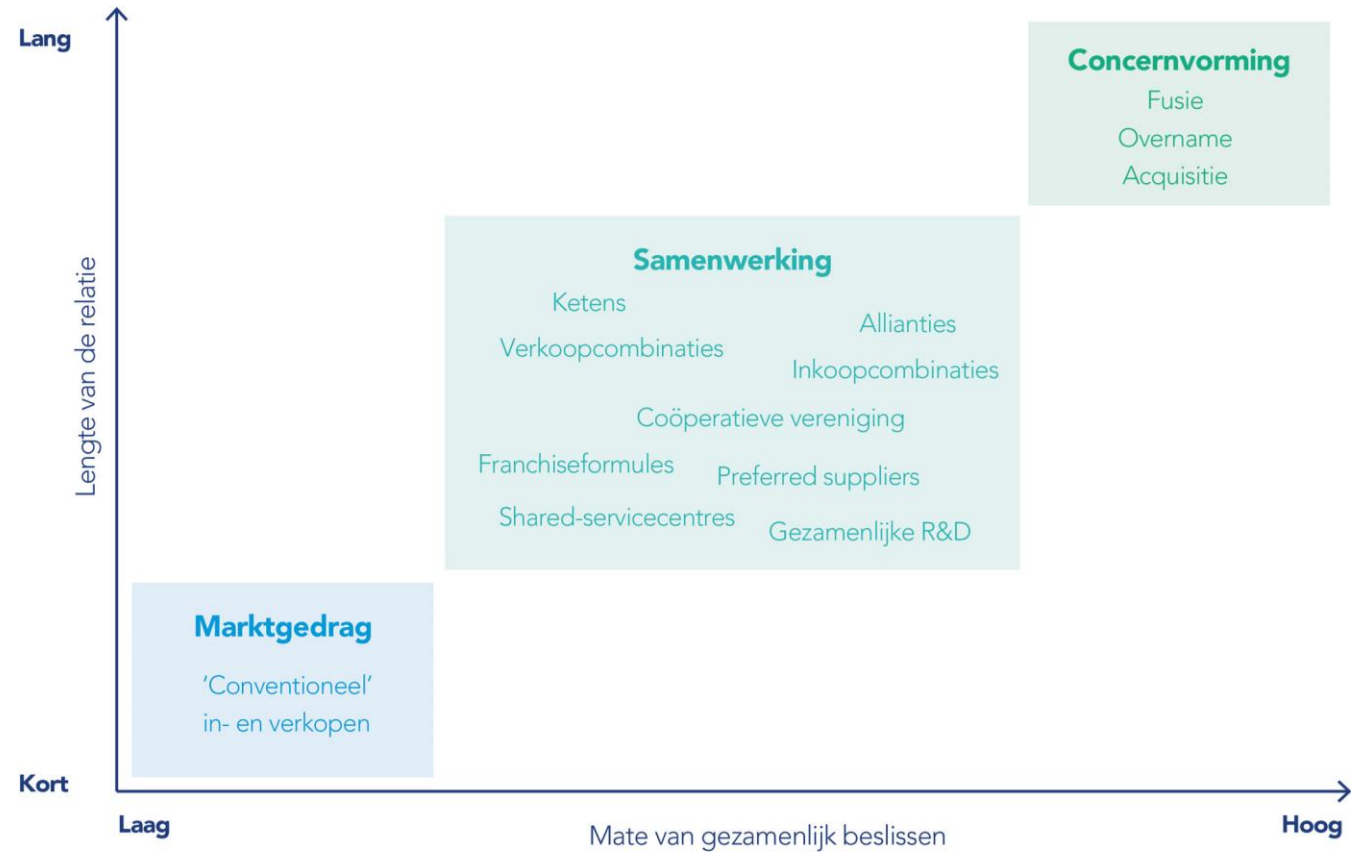 Lang
Concernvorming
Fusie
Overname
Acquisitie
Lengte van de relatie
Samenwerking
Ketens
Allianties
Verkoopcombinaties
Inkoopcombinaties
Coöperatieve vereniging
Franchiseformules
Preferred suppliers
Shared-servicecentres
Gezamenlijke R&D
Marktgedrag
‘Conventioneel’
in- en verkopen
Kort
Laag
Mate van gezamenlijk beslissen
Hoog